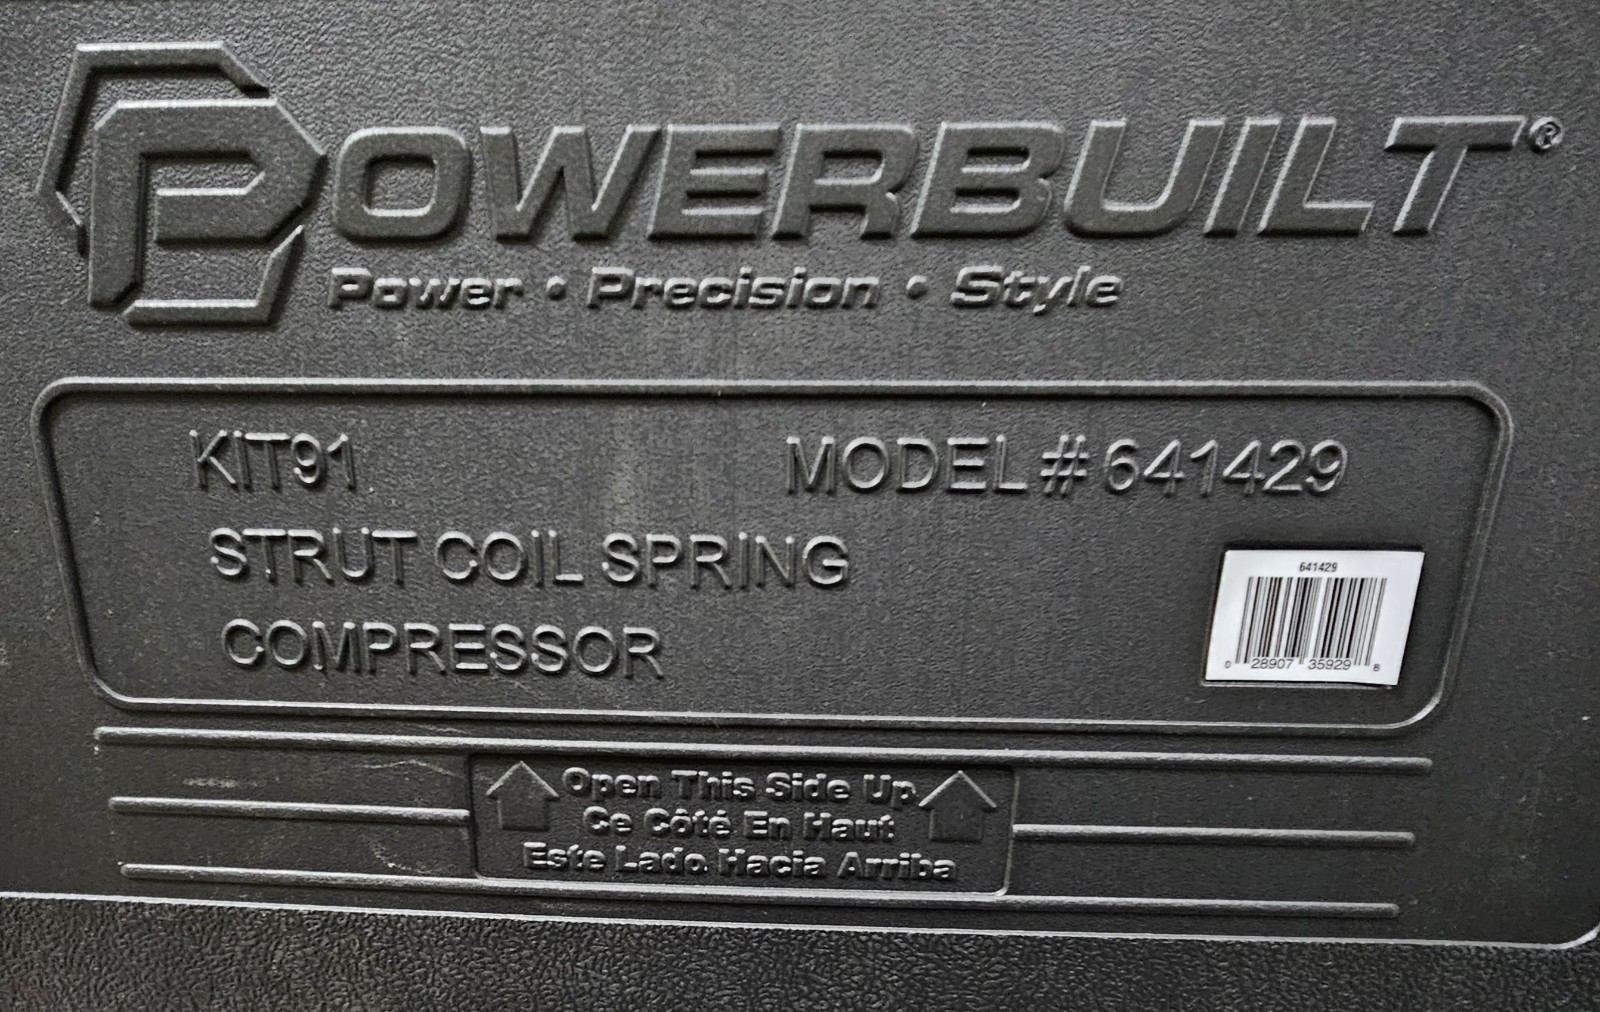 POWERBUILT®
Power • Precision • Style
KIT91
MODEL # 641429
STRUT COIL SPRING
COMPRESSOR
641429
0 28907 35929 8
Open This Side Up
Ce Côté En Haut
Este Lado Hacia Arriba